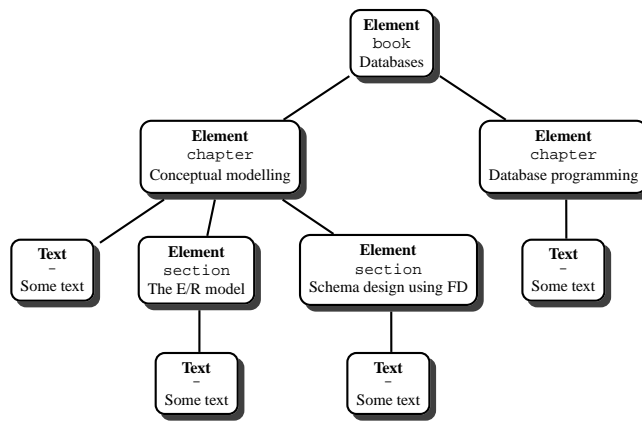 Element
book
Databases
Element
chapter
Conceptual modelling
Element
chapter
Database programming
Text
-
Some text
Element
section
The E/R model
Element
section
Schema design using FD
Text
-
Some text
Text
-
Some text
Text
-
Some text